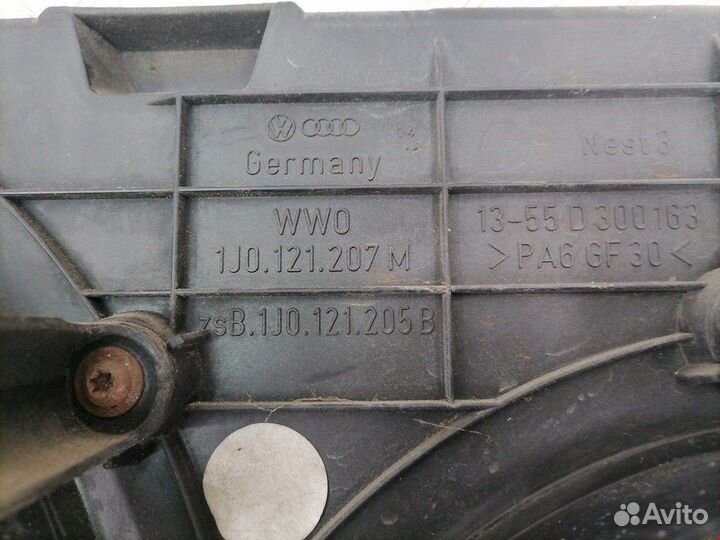 Germany
Nest 3
WWO
1J0.121.207 M
13-55 D 300163
>PA6 GF30<
zsB.1J0.121.205 B
Avito